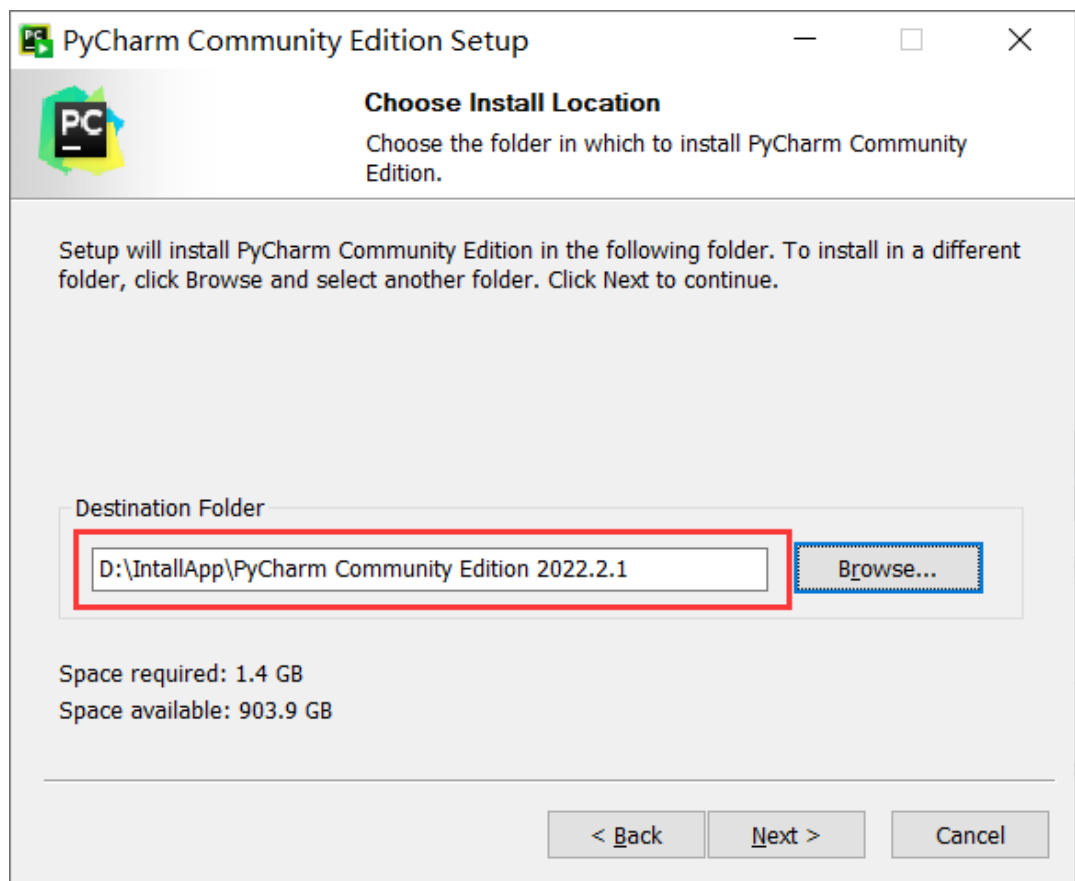 PyCharm Community Edition Setup
PC
Choose Install Location
Choose the folder in which to install PyCharm Community
Edition.
Setup will install PyCharm Community Edition in the following folder. To install in a different
folder, click Browse and select another folder. Click Next to continue.
Destination Folder
D:\IntallApp\PyCharm Community Edition 2022.2.1
Browse...
Space required: 1.4 GB
Space available: 903.9 GB
< Back
Next >
Cancel